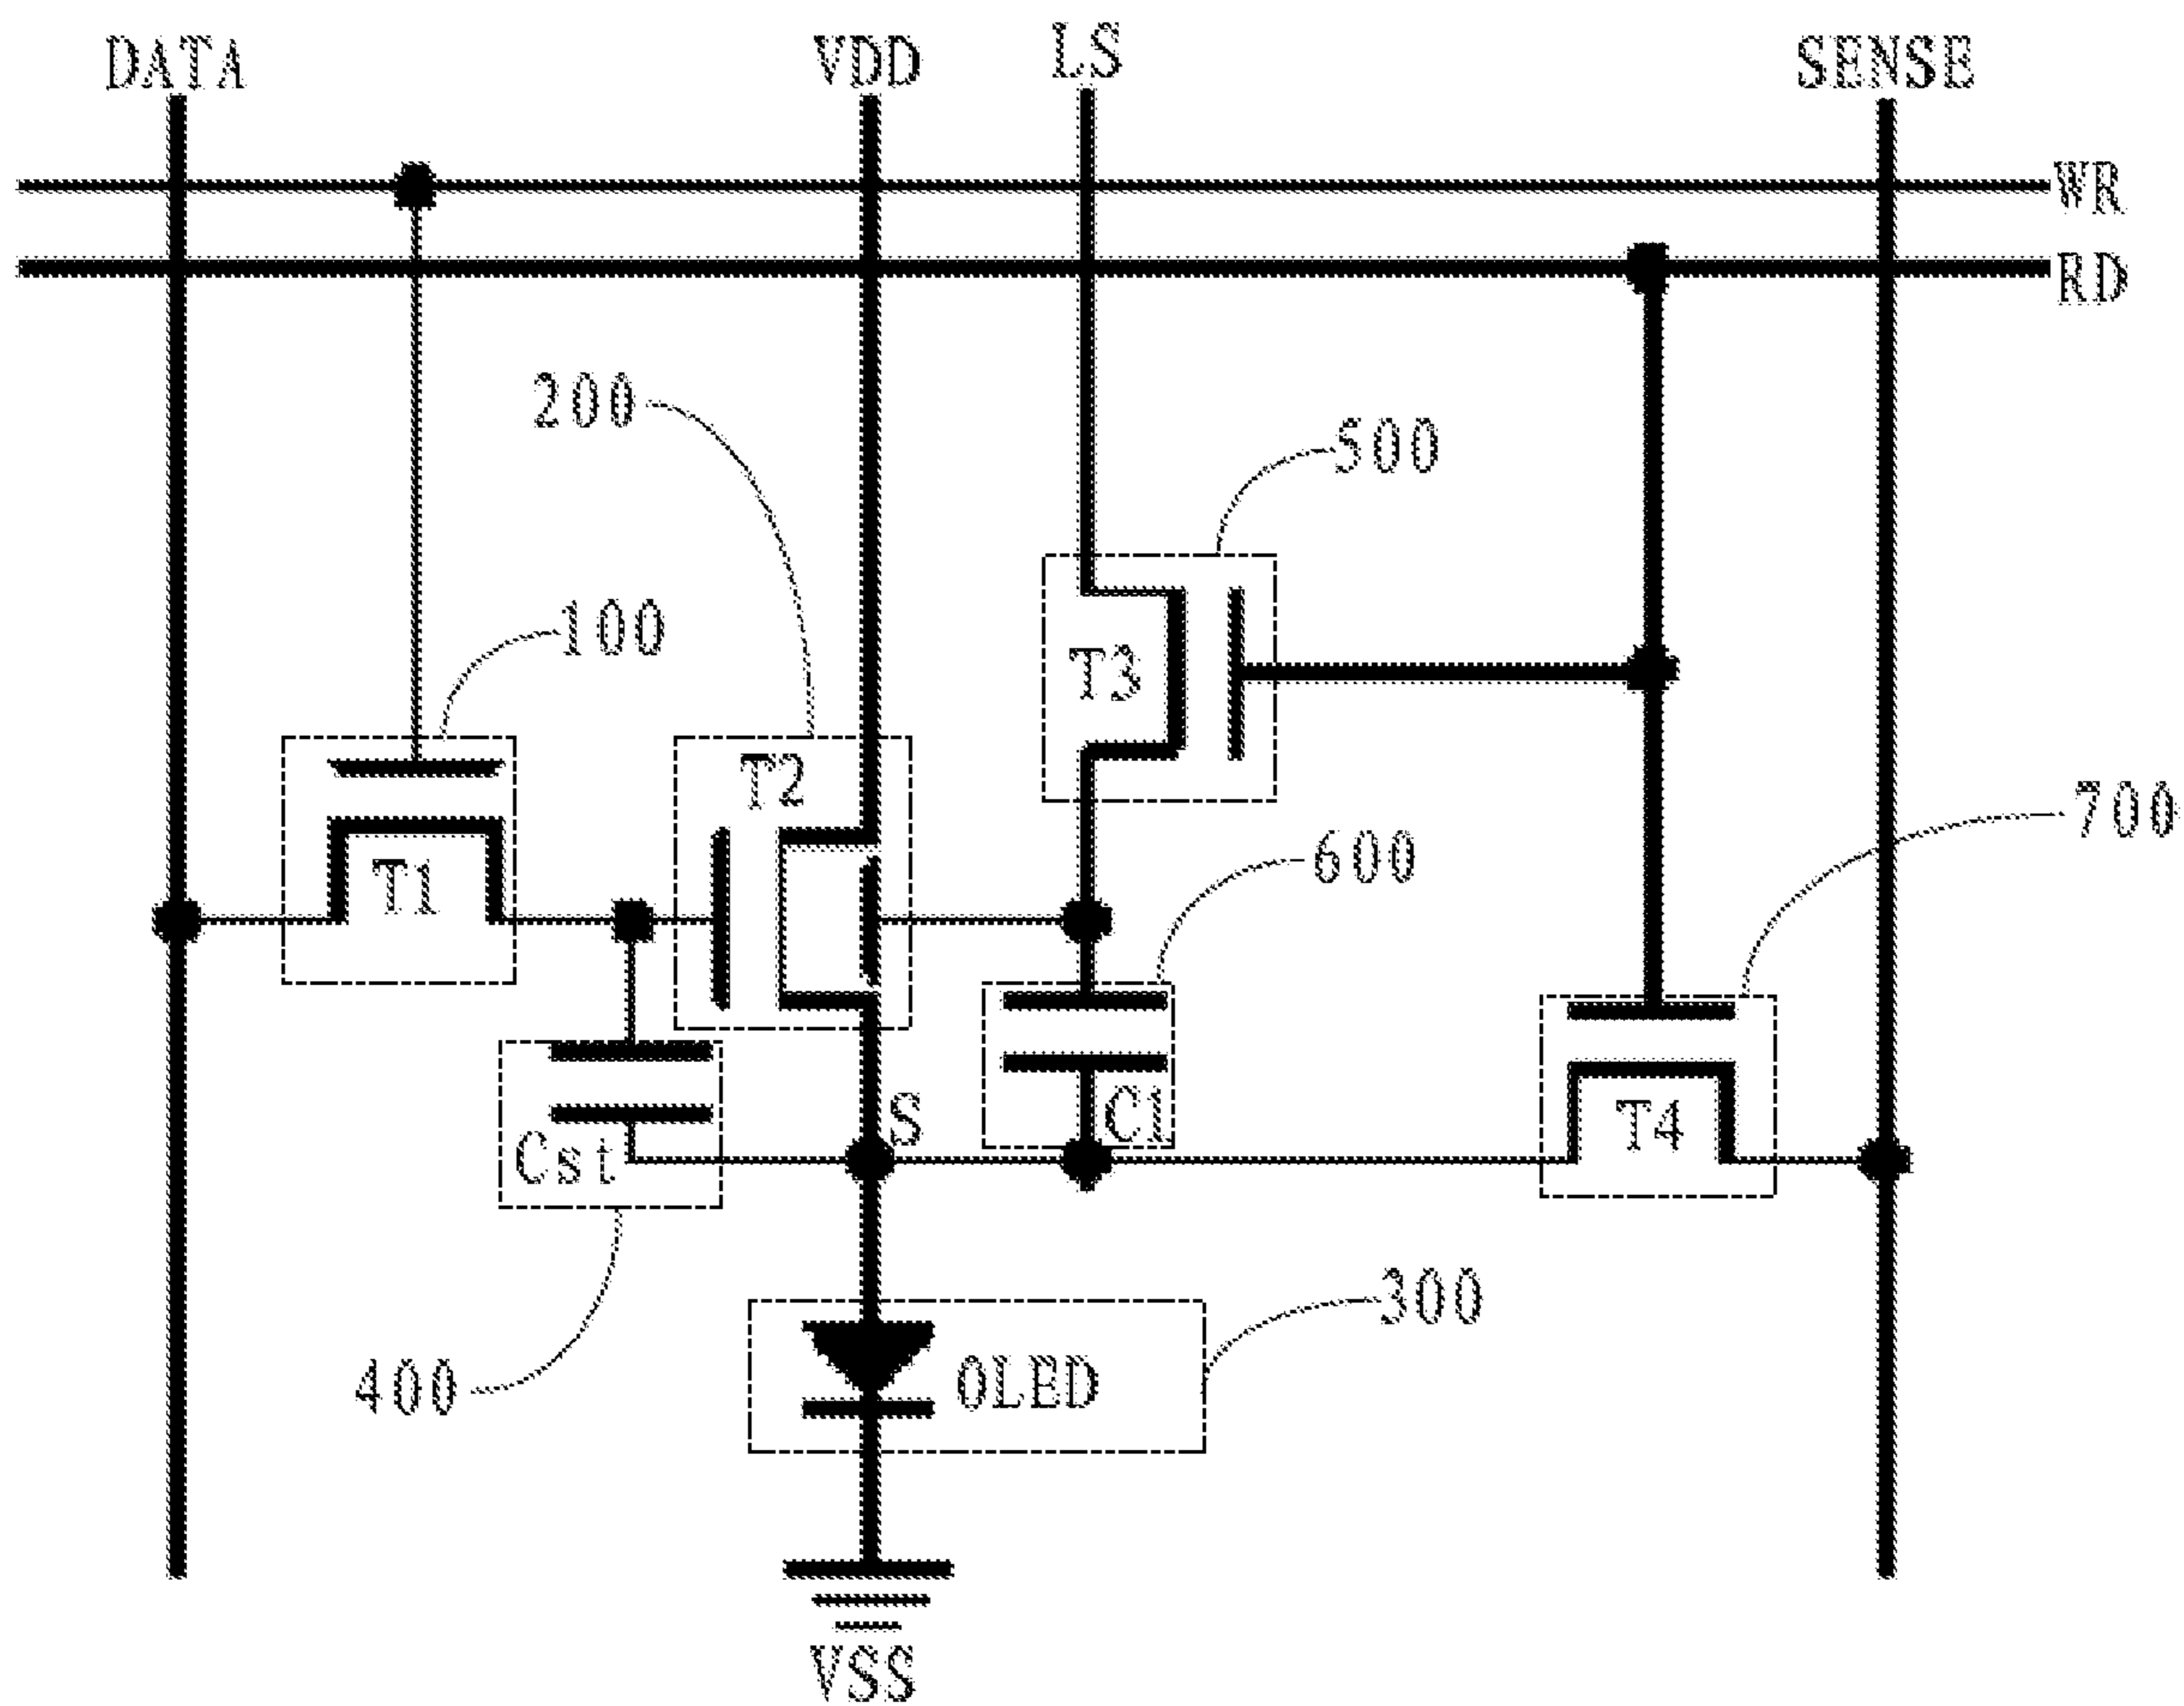 DATA
VDD
LS
SENSE
WR
RD
200
500
100
T3
T2
700
T1
600
S
C1
T4
Cst
300
OLED
400
VSS